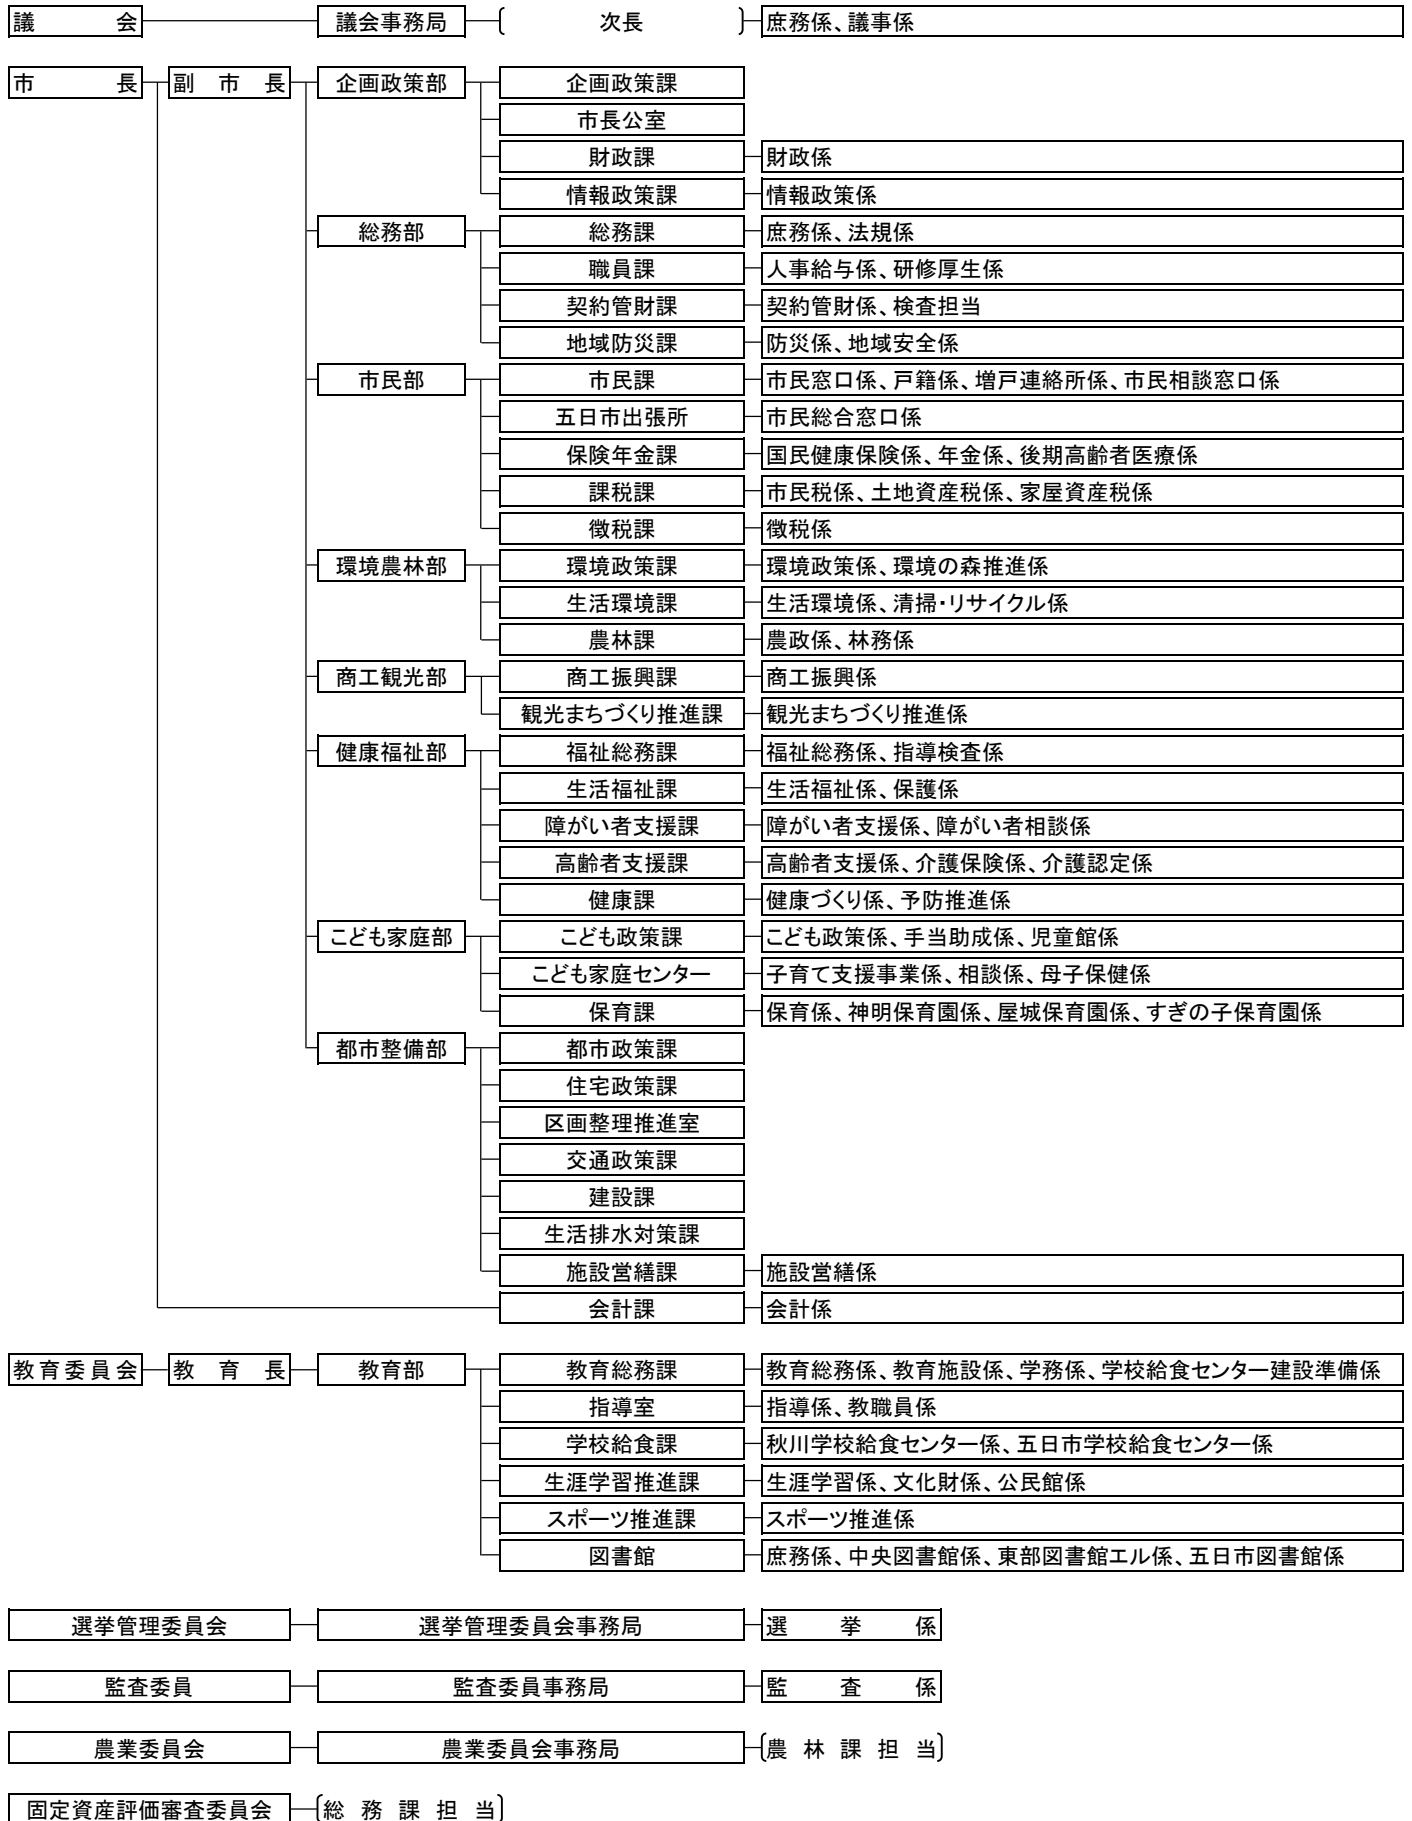 議会 議会事務局 次長 庶務係、議事係
市長 副市長 企画政策部 企画政策課
市長公室
財政課 財政係
情報政策課 情報政策係
総務部 総務課 庶務係、法規係
職員課 人事給与係、研修厚生係
契約管財課 契約管財係、検査担当
地域防災課 防災係、地域安全係
市民部 市民課 市民窓口係、戸籍係、増戸連絡所係、市民相談窓口係
五日市出張所 市民総合窓口係
保険年金課 国民健康保険係、年金係、後期高齢者医療係
課税課 市民税係、土地資産税係、家屋資産税係
徴税課 徴税係
環境農林部 環境政策課 環境政策係、環境の森推進係
生活環境課 生活環境係、清掃・リサイクル係
農林課 農政係、林務係
商工観光部 商工振興課 商工振興係
観光まちづくり推進課 観光まちづくり推進係
健康福祉部 福祉総務課 福祉総務係、指導検査係
生活福祉課 生活福祉係、保護係
障がい者支援課 障がい者支援係、障がい者相談係
高齢者支援課 高齢者支援係、介護保険係、介護認定係
健康課 健康づくり係、予防推進係
こども家庭部 こども政策課 こども政策係、手当助成係、児童館係
こども家庭センター 子育て支援事業係、相談係、母子保健係
保育課 保育係、神明保育園係、屋城保育園係、すぎの子保育園係
都市整備部 都市政策課
住宅政策課
区画整理推進室
交通政策課
建設課
生活排水対策課
施設営繕課 施設営繕係
会計課 会計係
教育委員会 教育長 教育部 教育総務課 教育総務係、教育施設係、学務係、学校給食センター建設準備係
指導室 指導係、教職員係
学校給食課 秋川学校給食センター係、五日市学校給食センター係
生涯学習推進課 生涯学習係、文化財係、公民館係
スポーツ推進課 スポーツ推進係
図書館 庶務係、中央図書館係、東部図書館エル係、五日市図書館係
選挙管理委員会 選挙管理委員会事務局 選挙係
監査委員 監査委員事務局 監査係
農業委員会 農業委員会事務局 農林課担当
固定資産評価審査委員会 総務課担当